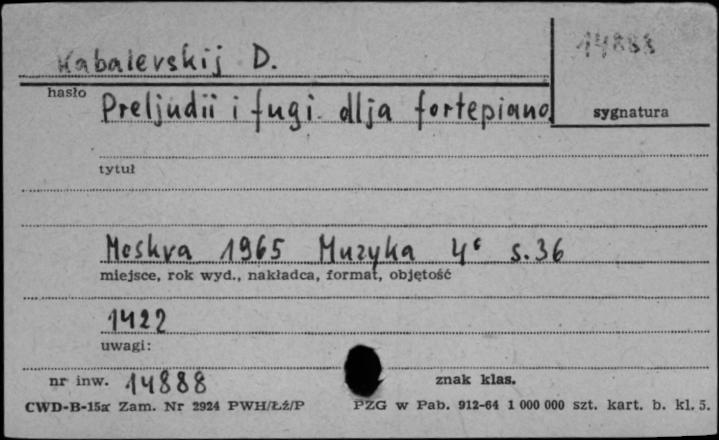 Kabalevskij D.
14888
hasło
Preljudii i fugi dlja fortepiano
sygnatura
tytuł
Moskva 1965 Muzyka 4° s.36
miejsce, rok wyd., nakładca, format, objętość
1422
uwagi:
nr inw. 14888
znak klas.
CWD-B-15a Zam. Nr 2924 PWH/Łź/P PZG w Pab. 912-64 1 000 000 szt. kart. b. kl. 5.